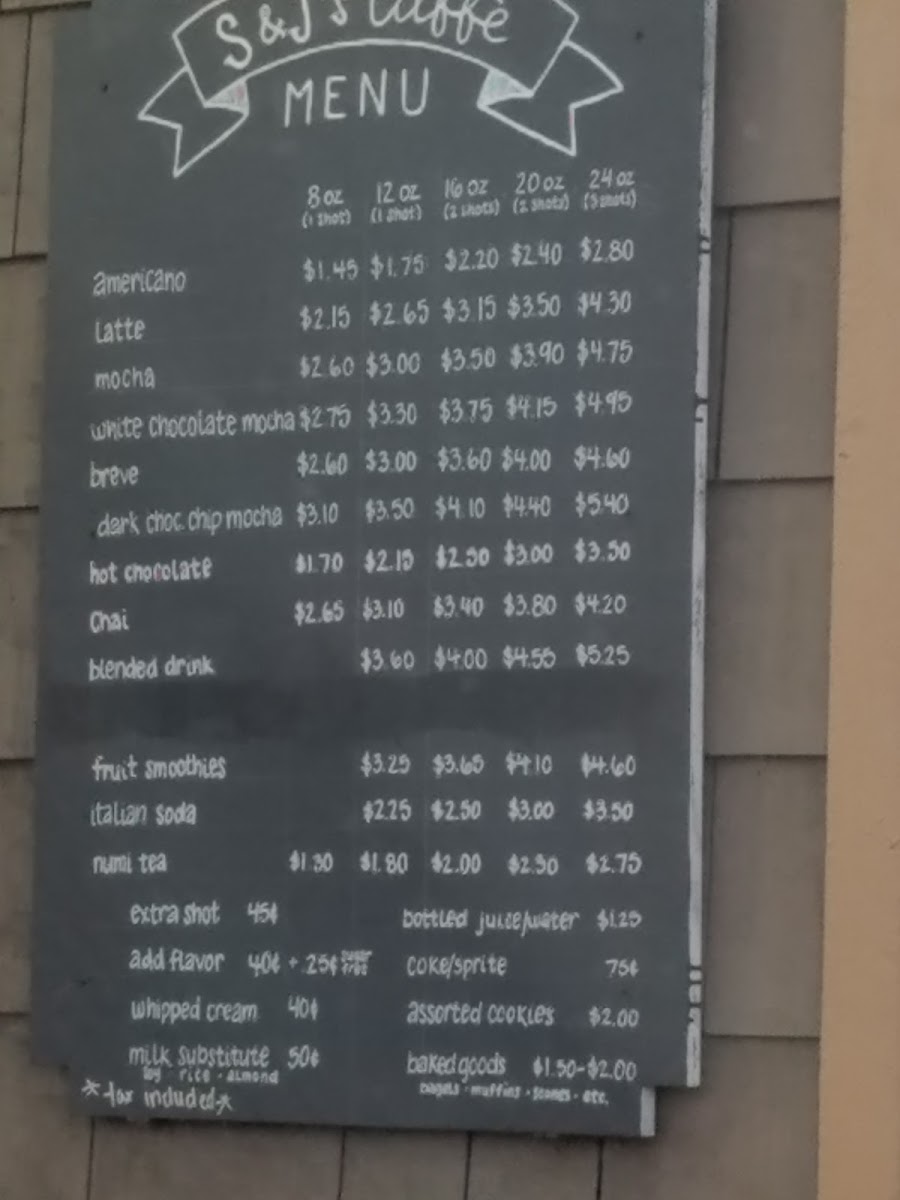 S&J's Caffè
MENU
8 oz 12 oz 16 oz 20 oz 24 oz
(1 shot) (1 shot) (2 shots) (2 shots) (3 shots)
americano $1.45 $1.75 $2.20 $2.40 $2.80
latte $2.15 $2.65 $3.15 $3.50 $4.30
mocha $2.60 $3.00 $3.50 $3.90 $4.75
white chocolate mocha $2.75 $3.30 $3.75 $4.15 $4.95
breve $2.60 $3.00 $3.60 $4.00 $4.60
dark choc. chip mocha $3.10 $3.50 $4.10 $4.40 $5.40
hot chocolate $1.70 $2.15 $2.50 $3.00 $3.50
Chai $2.65 $3.10 $3.40 $3.80 $4.20
blended drink $3.60 $4.00 $4.55 $5.25
fruit smoothies $3.25 $3.65 $4.10 $4.60
italian soda $2.25 $2.50 $3.00 $3.50
numi tea $1.30 $1.80 $2.00 $2.50 $2.75
extra shot 45¢ bottled juice/water $1.25
add flavor 40¢ + 25¢ sugar free coke/sprite 75¢
whipped cream 40¢ assorted cookies $2.00
milk substitute 50¢ baked goods $1.50-$2.00
soy · rice · almond bagels · muffins · scones · etc.
*tax included*